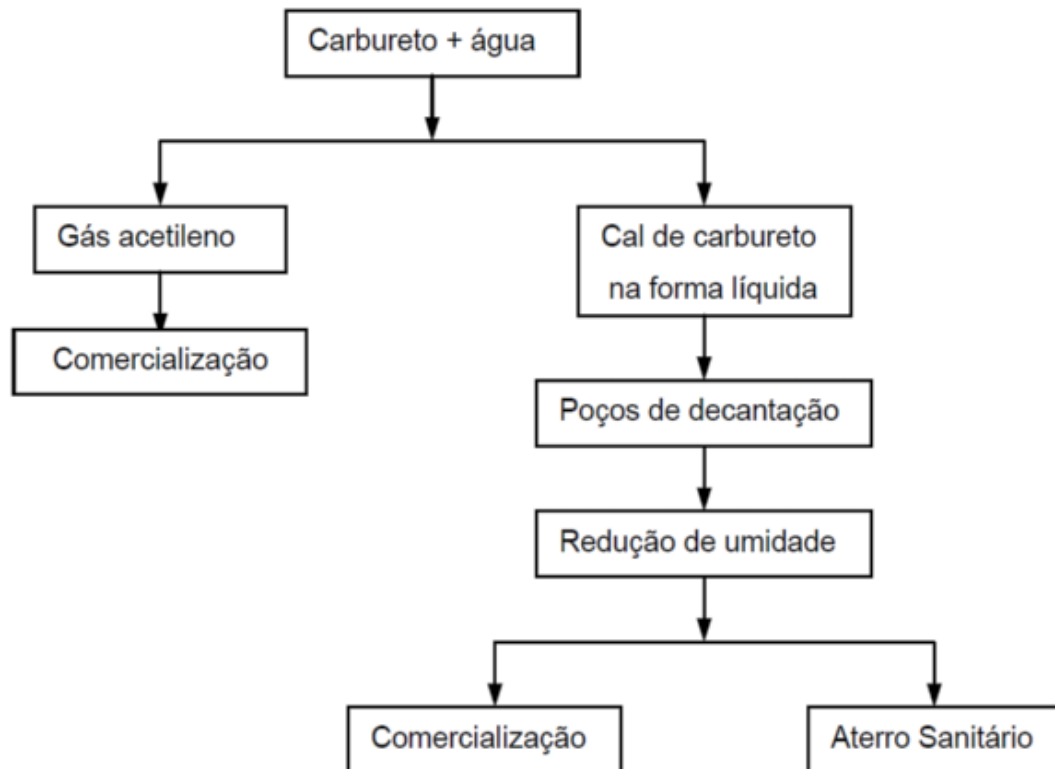 Carbureto + água
Gás acetileno
Cal de carbureto
na forma líquida
Comercialização
Poços de decantação
Redução de umidade
Comercialização
Aterro Sanitário